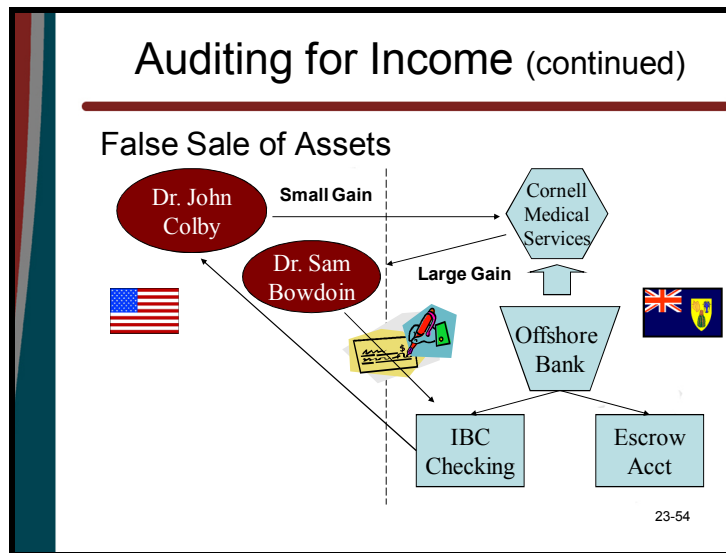 Auditing for Income (continued)
False Sale of Assets
Dr. John
Colby
Small Gain
Cornell
Medical
Services
Dr. Sam
Bowdoin
Large Gain
$
Offshore
Bank
IBC
Checking
Escrow
Acct
23-54